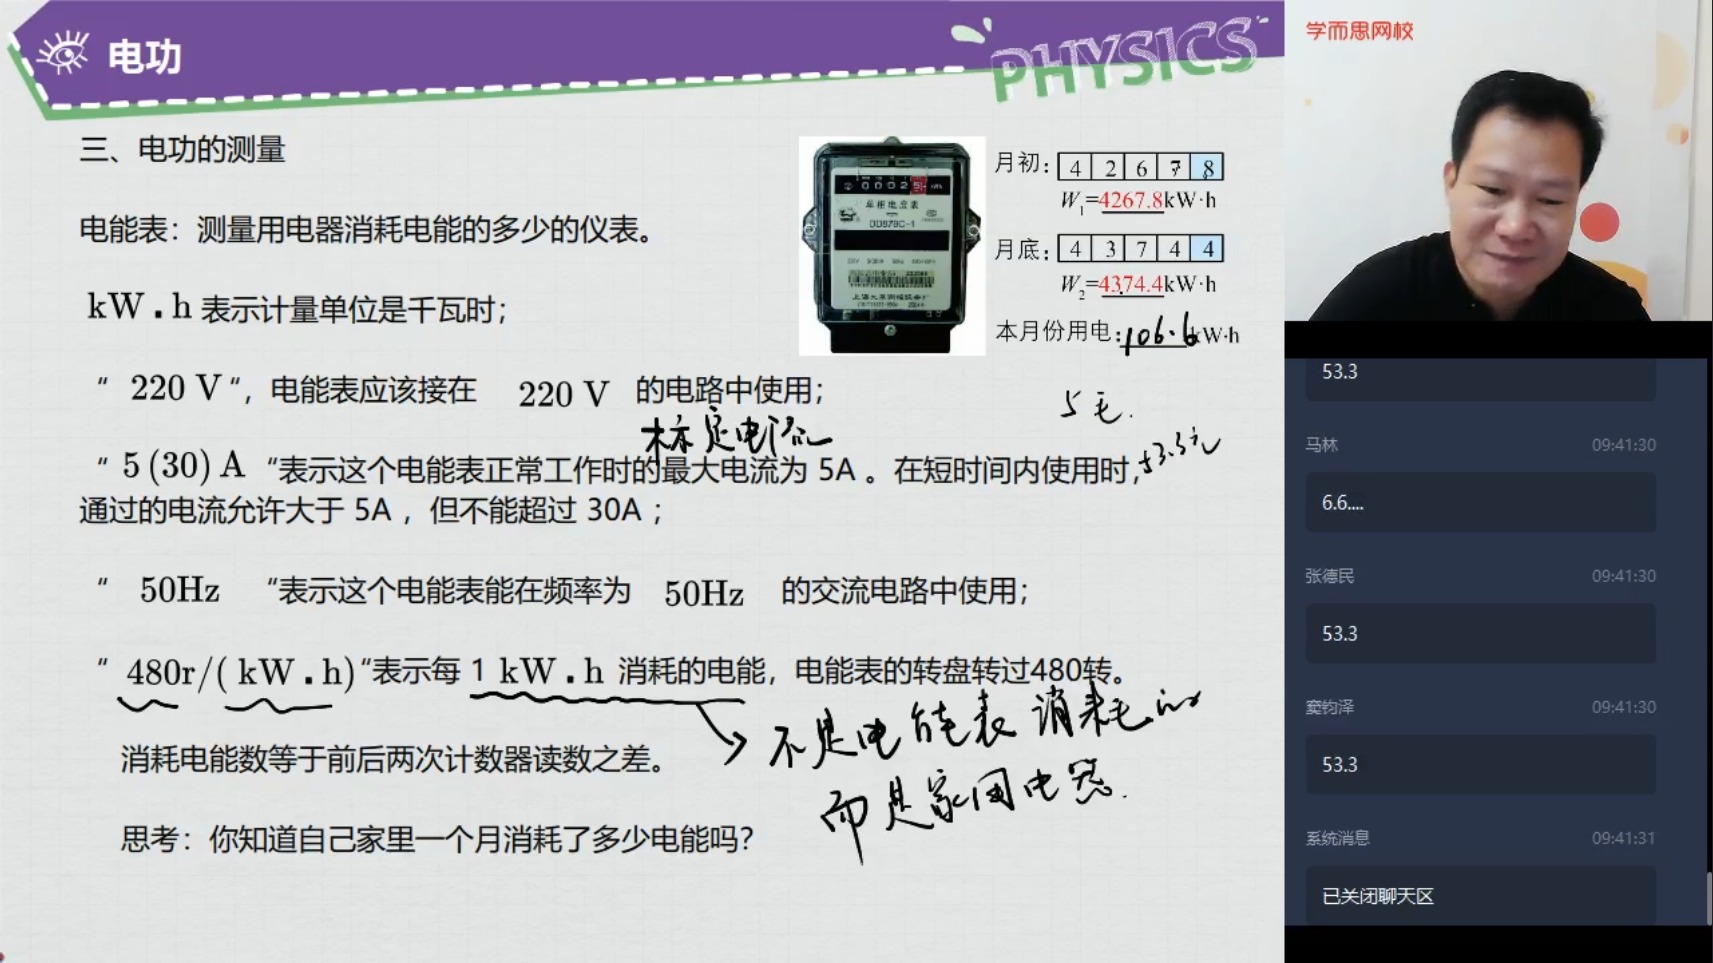 电功
PHYSICS
三、电功的测量
电能表：测量用电器消耗电能的多少的仪表。
kW.h 表示计量单位是千瓦时；
“ 220 V “，电能表应该接在 220 V 的电路中使用；
标定电流
“ 5 (30) A “表示这个电能表正常工作时的最大电流为 5A 。在短时间内使用时，
通过的电流允许大于 5A ，但不能超过 30A ；
“ 50Hz “表示这个电能表能在频率为 50Hz 的交流电路中使用；
“ 480r/( kW.h) “表示每 1 kW.h 消耗的电能，电能表的转盘转过480转。
不是电能表消耗的
而是家用电器.
消耗电能数等于前后两次计数器读数之差。
思考：你知道自己家里一个月消耗了多少电能吗？
0 0 0 2 5
单相电度表
月初: 4 2 6 7 8
W1=4267.8kW·h
月底: 4 3 7 4 4
W2=4374.4kW·h
本月份用电:106.6kW·h
5毛.
53.3元
学而思网校
53.3
马林 09:41:30
6.6....
张德民 09:41:30
53.3
窦钧泽 09:41:30
53.3
系统消息 09:41:31
已关闭聊天区